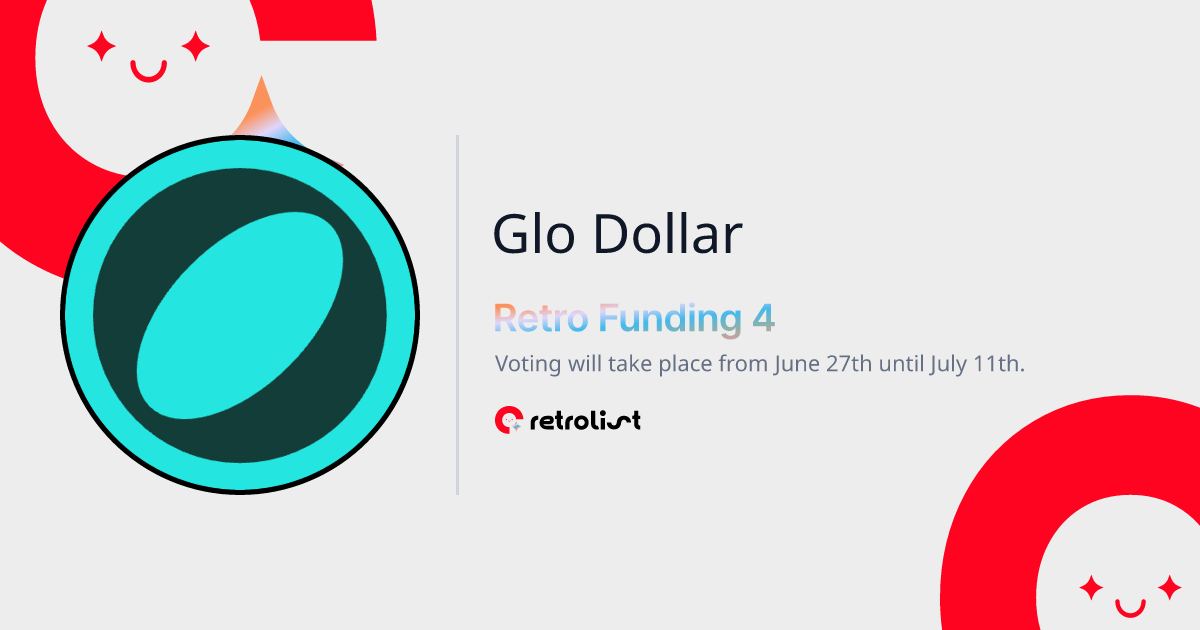 Glo Dollar
Retro Funding 4
Voting will take place from June 27th until July 11th.
retrolist